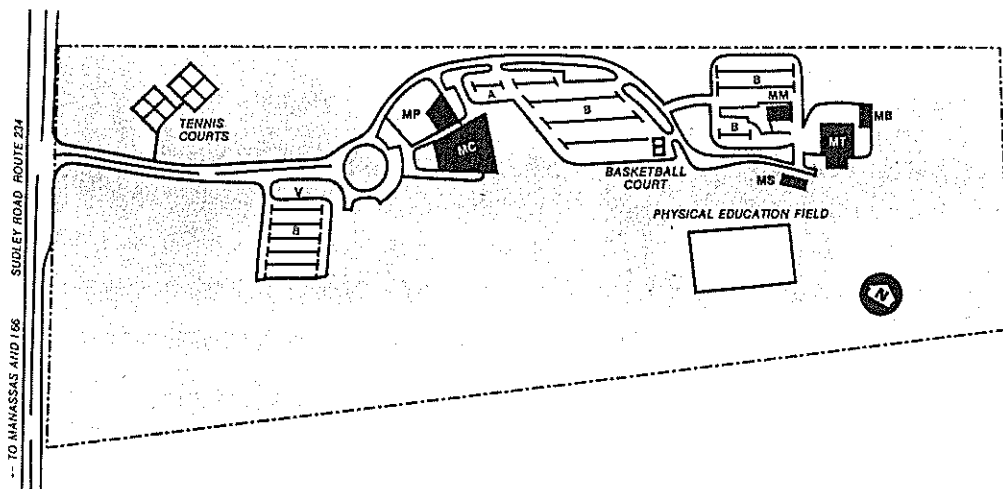 SUDLEY ROAD ROUTE 234
← TO MANASSAS AND I 66
TENNIS
COURTS
MP
MC
A
B
V
B
BASKETBALL
COURT
B
MM
B
MT
MB
MS
PHYSICAL EDUCATION FIELD
N